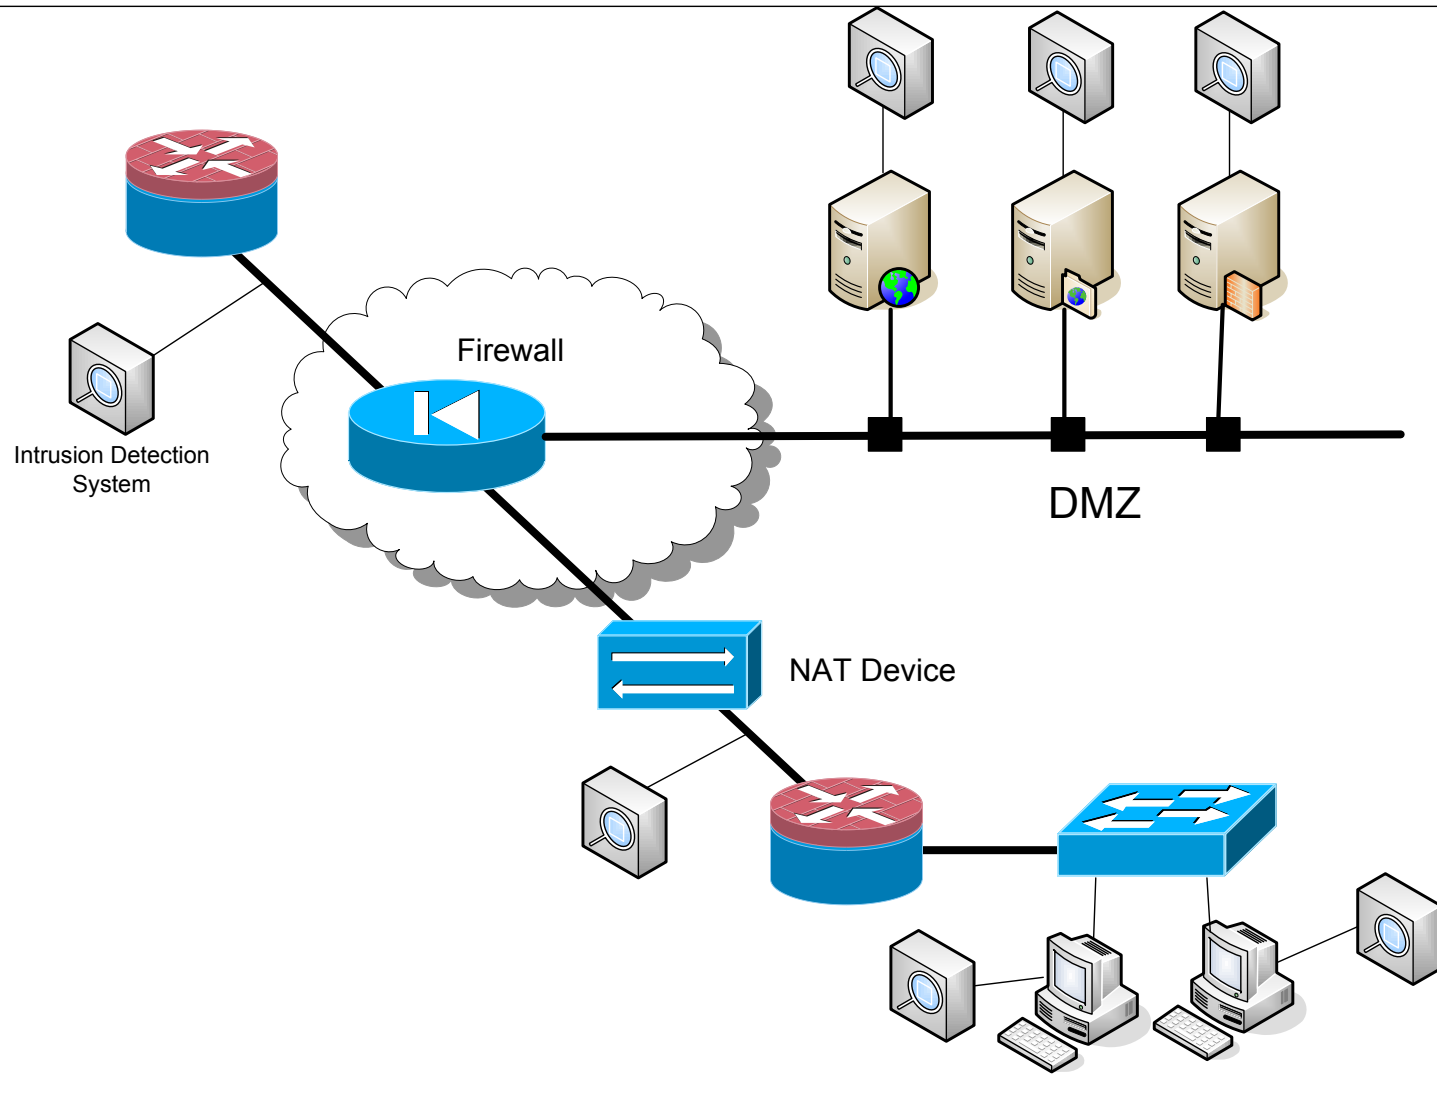 Firewall
Intrusion Detection
System
DMZ
NAT Device